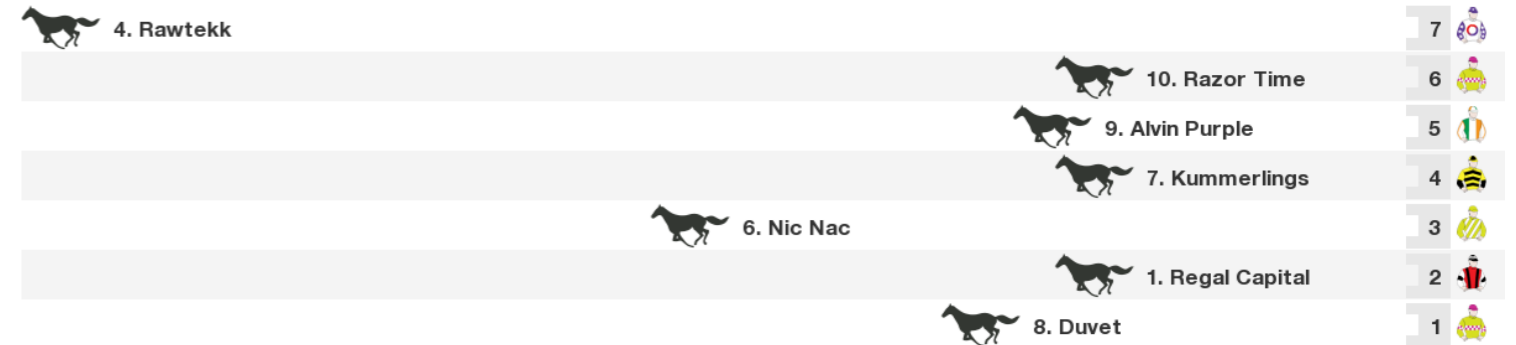 4. Rawtekk 7
10. Razor Time 6
9. Alvin Purple 5
7. Kummerlings 4
6. Nic Nac 3
1. Regal Capital 2
8. Duvet 1